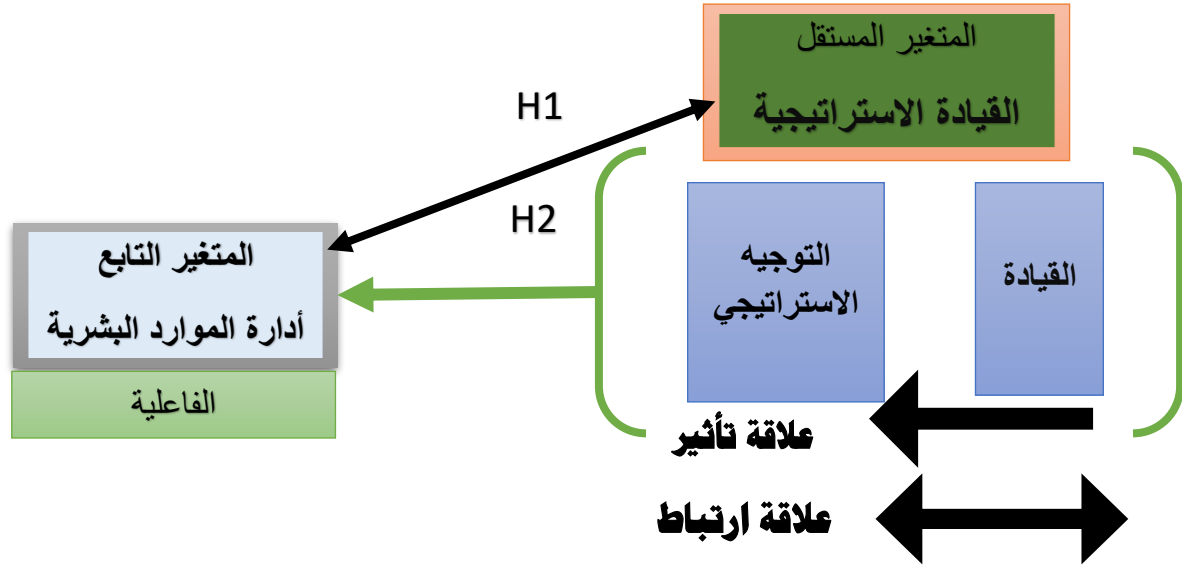 المتغير المستقل
القيادة الاستراتيجية
H1
H2
القيادة
التوجيه
الاستراتيجي
المتغير التابع
أدارة الموارد البشرية
الفاعلية
علاقة تأثير
علاقة ارتباط